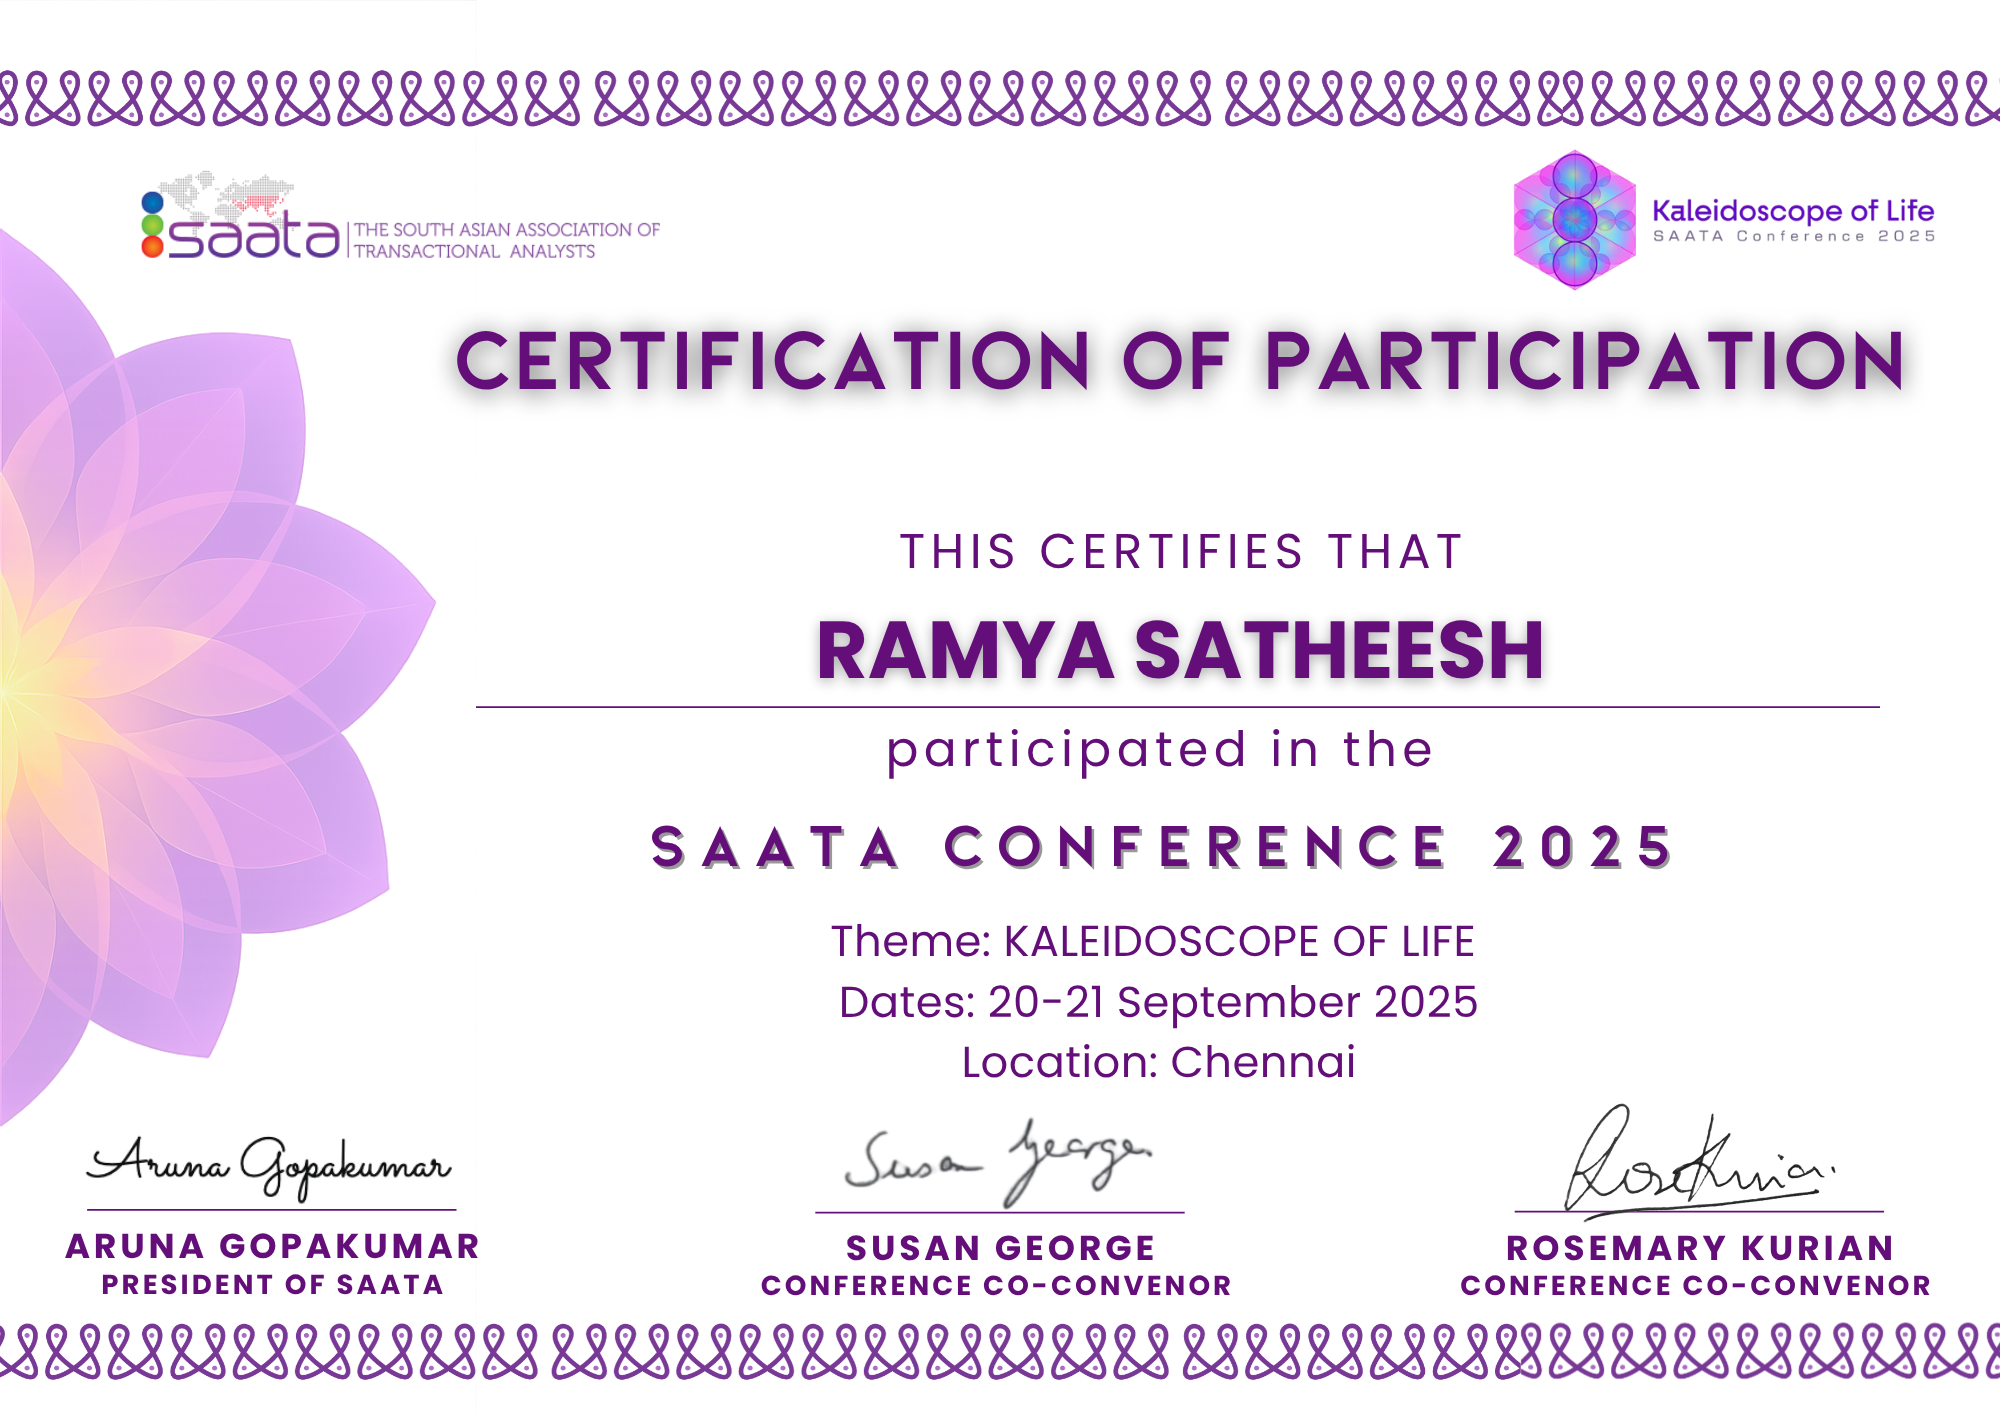 saata
THE SOUTH ASIAN ASSOCIATION OF
TRANSACTIONAL ANALYSTS
Kaleidoscope of Life
SAATA Conference 2025
CERTIFICATION OF PARTICIPATION
THIS CERTIFIES THAT
RAMYA SATHEESH
participated in the
SAATA CONFERENCE 2025
Theme: KALEIDOSCOPE OF LIFE
Dates: 20-21 September 2025
Location: Chennai
Aruna Gopakumar
ARUNA GOPAKUMAR
PRESIDENT OF SAATA
Susan George
SUSAN GEORGE
CONFERENCE CO-CONVENOR
RoseKurian
ROSEMARY KURIAN
CONFERENCE CO-CONVENOR